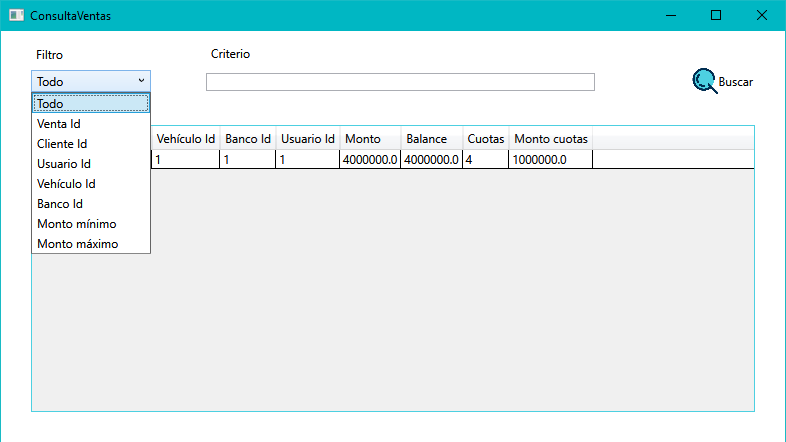 ConsultaVentas
Filtro
Criterio
Todo
Buscar
Todo
Venta Id
Cliente Id
Usuario Id
Vehículo Id
Banco Id
Monto mínimo
Monto máximo
Vehículo Id Banco Id Usuario Id Monto Balance Cuotas Monto cuotas
1 1 1 4000000.0 4000000.0 4 1000000.0